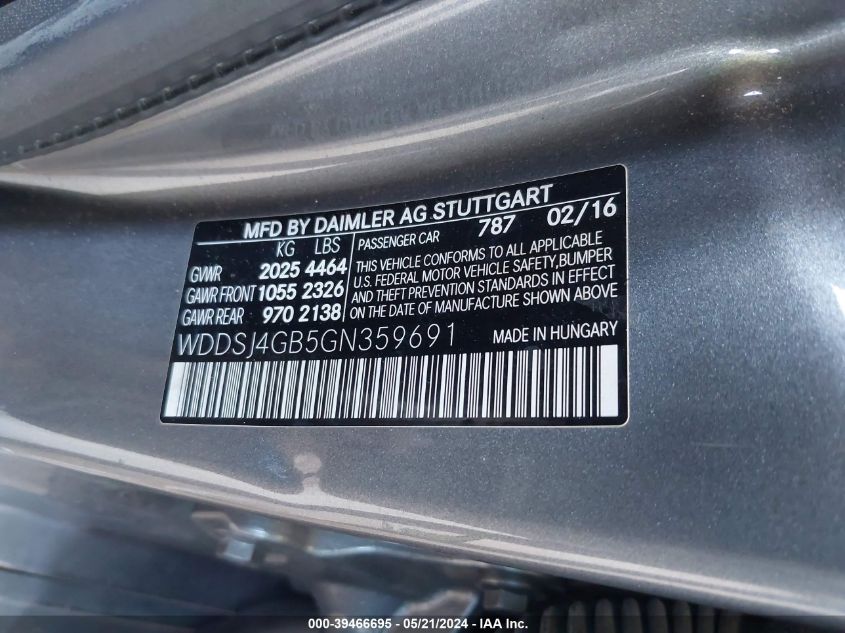 MFD BY DAIMLER AG STUTTGART
KG LBS
PASSENGER CAR 787 02/16
GVWR 2025 4464
GAWR FRONT 1055 2326
GAWR REAR 970 2138
THIS VEHICLE CONFORMS TO ALL APPLICABLE
U.S. FEDERAL MOTOR VEHICLE SAFETY, BUMPER
AND THEFT PREVENTION STANDARDS IN EFFECT
ON THE DATE OF MANUFACTURE SHOWN ABOVE
WDDSJ4GB5GN359691
MADE IN HUNGARY
000-39466695 - 05/21/2024 - IAA Inc.